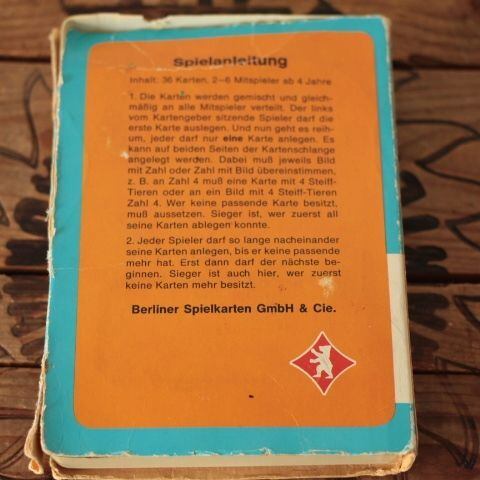 Spielanleitung
Inhalt: 36 Karten, 2-6 Mitspieler ab 4 Jahre
1. Die Karten werden gemischt und gleich-
mäßig an alle Mitspieler verteilt. Der links
vom Kartengeber sitzende Spieler darf die
erste Karte auslegen. Und nun geht es reih-
um, jeder darf nur eine Karte anlegen. Es
kann auf beiden Seiten der Kartenschlange
angelegt werden. Dabei muß jeweils Bild
mit Zahl oder Zahl mit Bild übereinstimmen,
z. B. an Zahl 4 muß eine Karte mit 4 Steiff-
Tieren oder an ein Bild mit 4 Steiff-Tieren
Zahl 4. Wer keine passende Karte besitzt,
muß aussetzen. Sieger ist, wer zuerst all
seine Karten ablegen konnte.
2. Jeder Spieler darf so lange nacheinander
seine Karten anlegen, bis er keine passende
mehr hat. Erst dann darf der nächste be-
ginnen. Sieger ist auch hier, wer zuerst
keine Karten mehr besitzt.
Berliner Spielkarten GmbH & Cie.